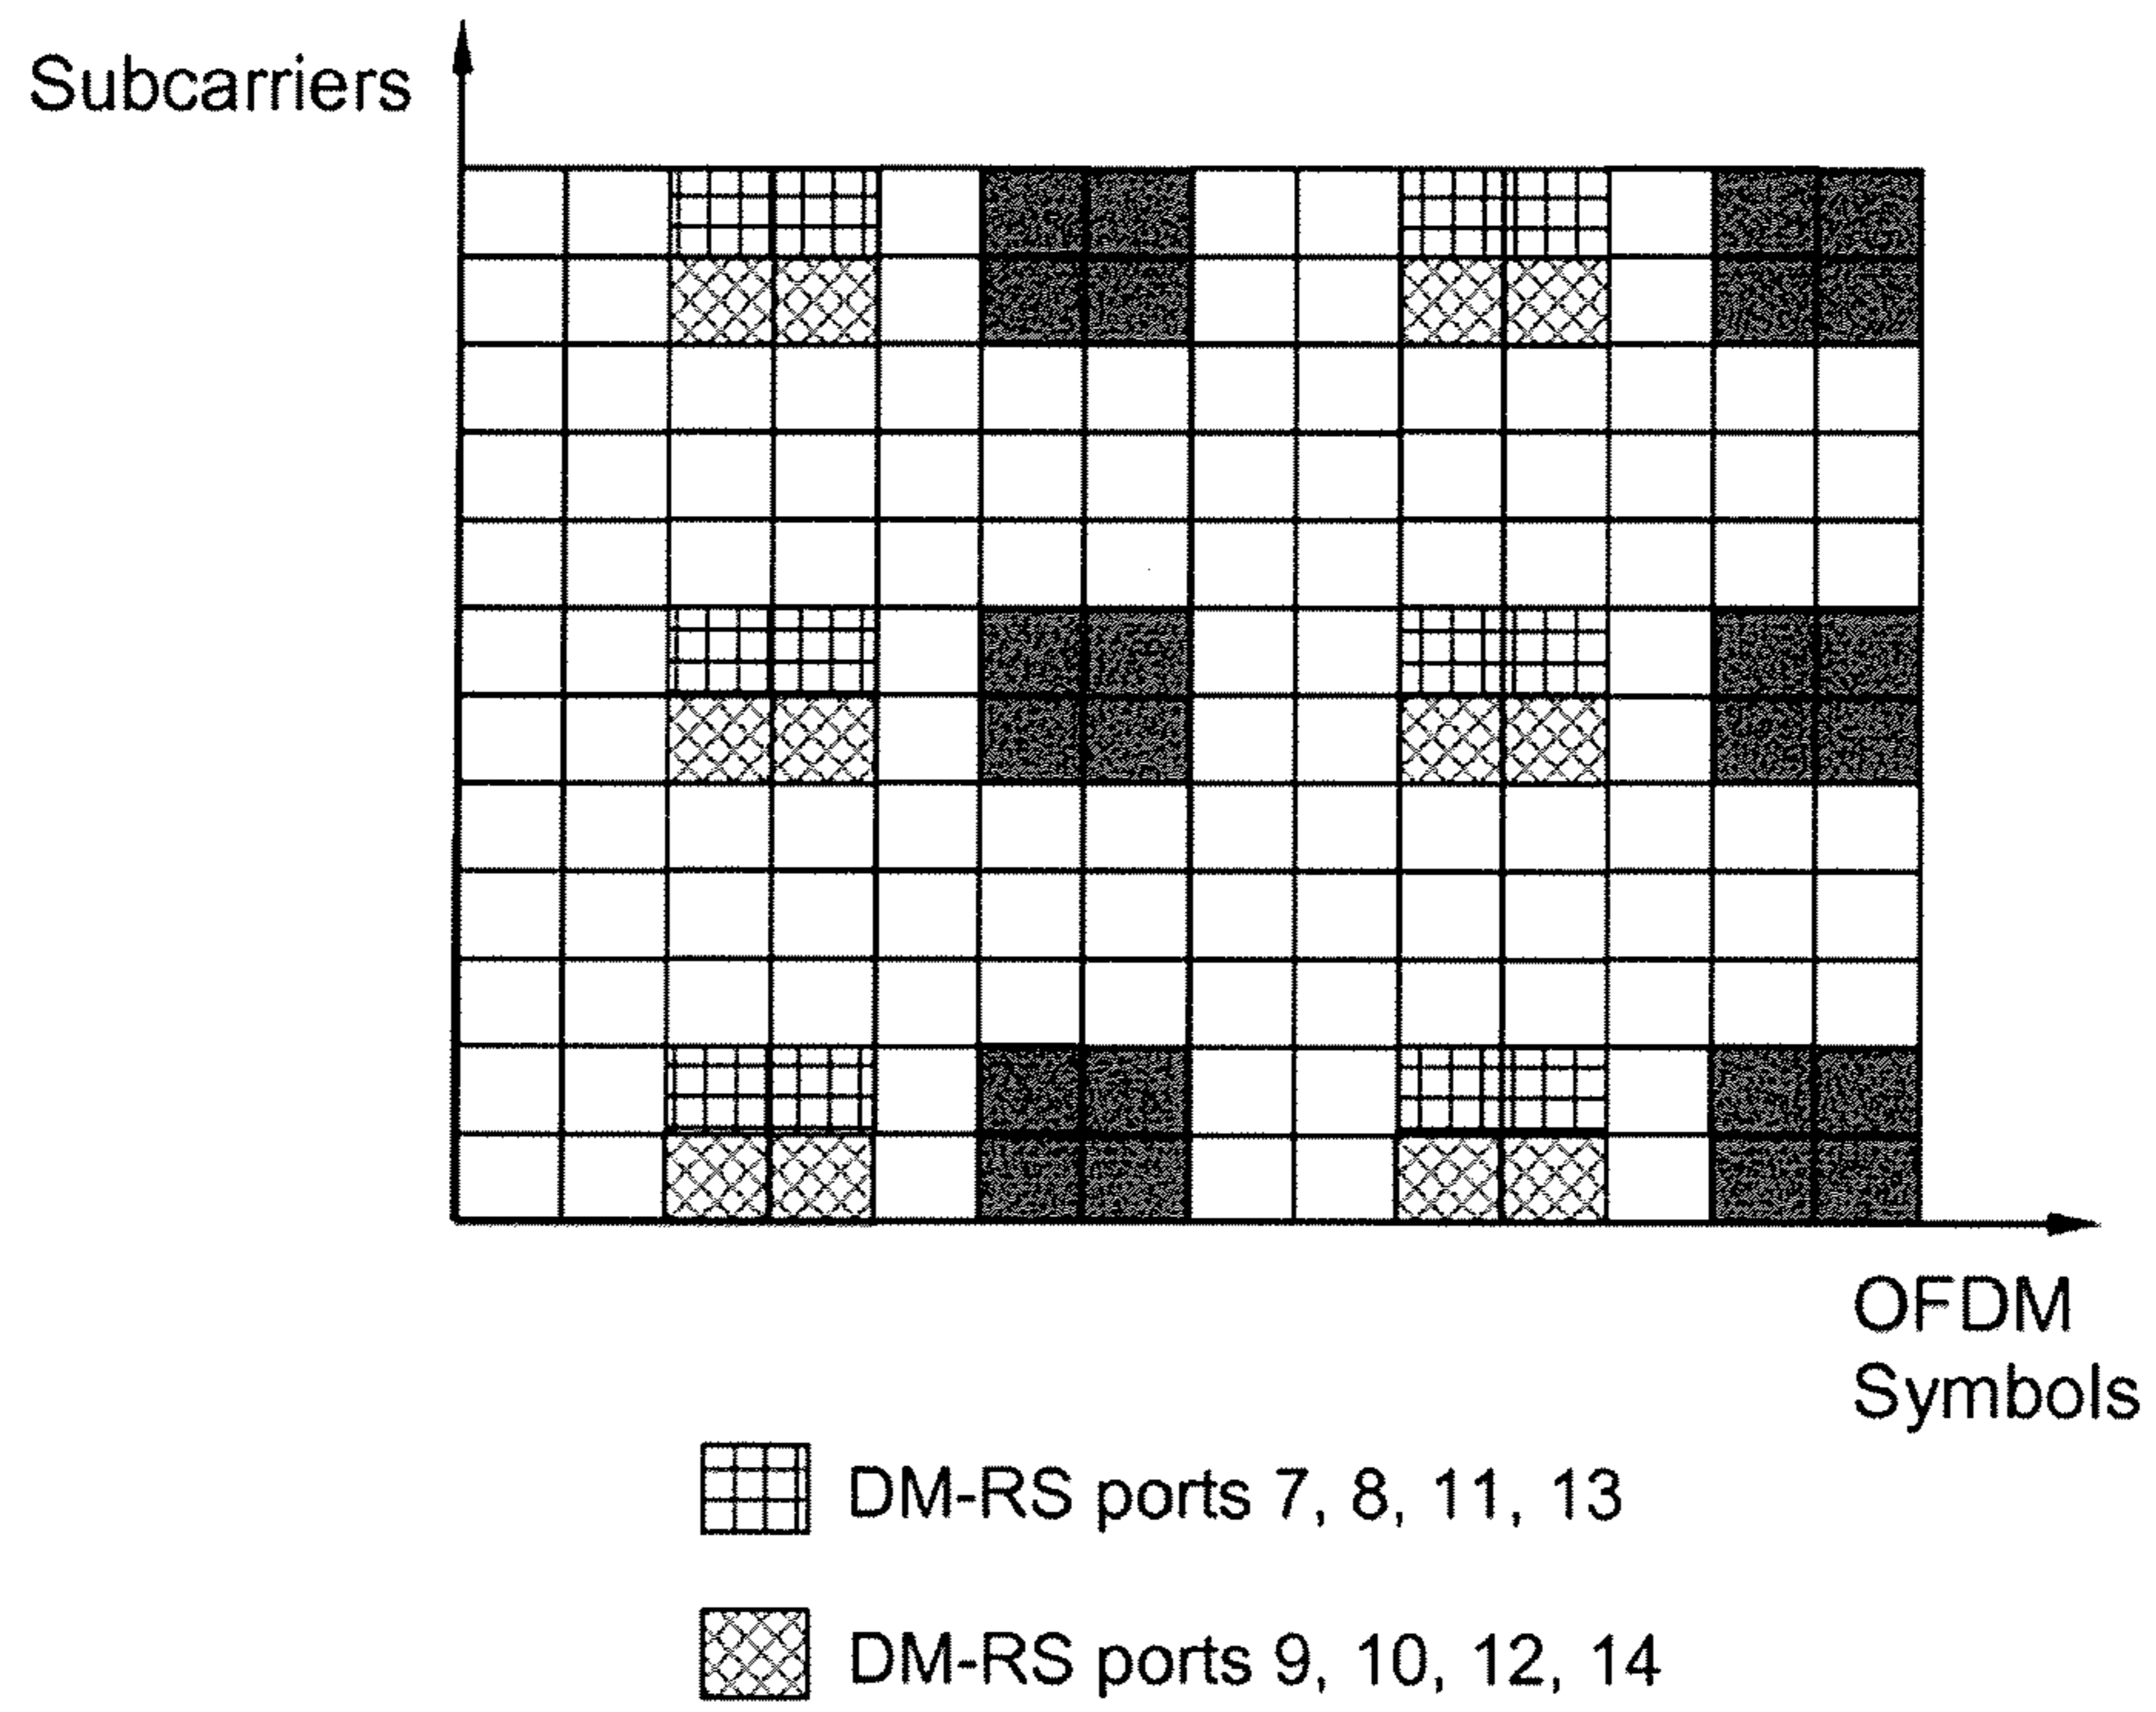 Subcarriers
OFDM
Symbols
DM-RS ports 7, 8, 11, 13
DM-RS ports 9, 10, 12, 14